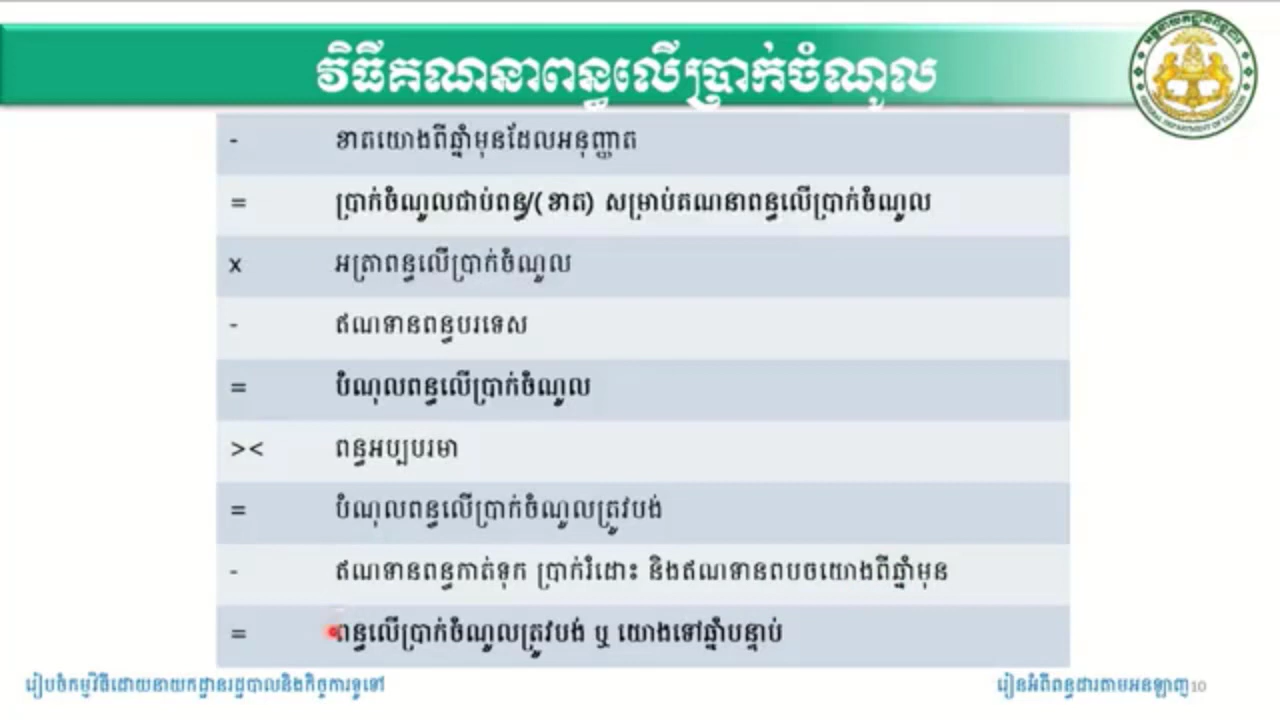 វិធីគណនាពន្ធលើប្រាក់ចំណូល
- ខាតយោងពីឆ្នាំមុនដែលអនុញ្ញាត
= ប្រាក់ចំណូលជាប់ពន្ធ/(ខាត) សម្រាប់គណនាពន្ធលើប្រាក់ចំណូល
x អត្រាពន្ធលើប្រាក់ចំណូល
- ឥណទានពន្ធបរទេស
= បំណុលពន្ធលើប្រាក់ចំណូល
>< ពន្ធអប្បបរមា
= បំណុលពន្ធលើប្រាក់ចំណូលត្រូវបង់
- ឥណទានពន្ធកាត់ទុក ប្រាក់រំដោះ និងឥណទានពបចយោងពីឆ្នាំមុន
= ពន្ធលើប្រាក់ចំណូលត្រូវបង់ ឬ យោងទៅឆ្នាំបន្ទាប់
រៀបចំកម្មវិធីដោយនាយកដ្ឋានរដ្ឋបាលនិងកិច្ចការទូទៅ
រៀនអំពីពន្ធដារតាមអនឡាញ 10
GENERAL DEPARTMENT OF TAXATION